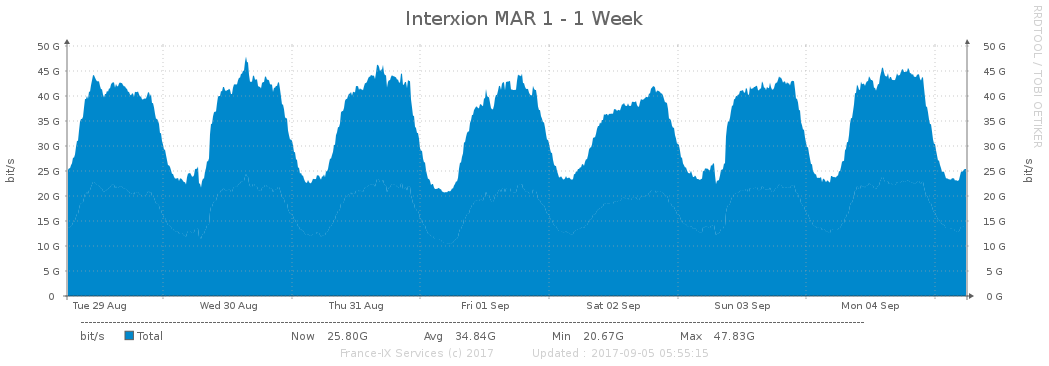 Interxion MAR 1 - 1 Week
RRDTOOL / TOBI OETIKER
bit/s
50 G 50 G
45 G 45 G
40 G 40 G
35 G 35 G
30 G 30 G
25 G 25 G
20 G 20 G
15 G 15 G
10 G 10 G
5 G 5 G
0 0 G
bit/s
Tue 29 Aug Wed 30 Aug Thu 31 Aug Fri 01 Sep Sat 02 Sep Sun 03 Sep Mon 04 Sep
bit/s Total Now 25.80G Avg 34.84G Min 20.67G Max 47.83G
France-IX Services (c) 2017 Updated : 2017-09-05 05:55:15